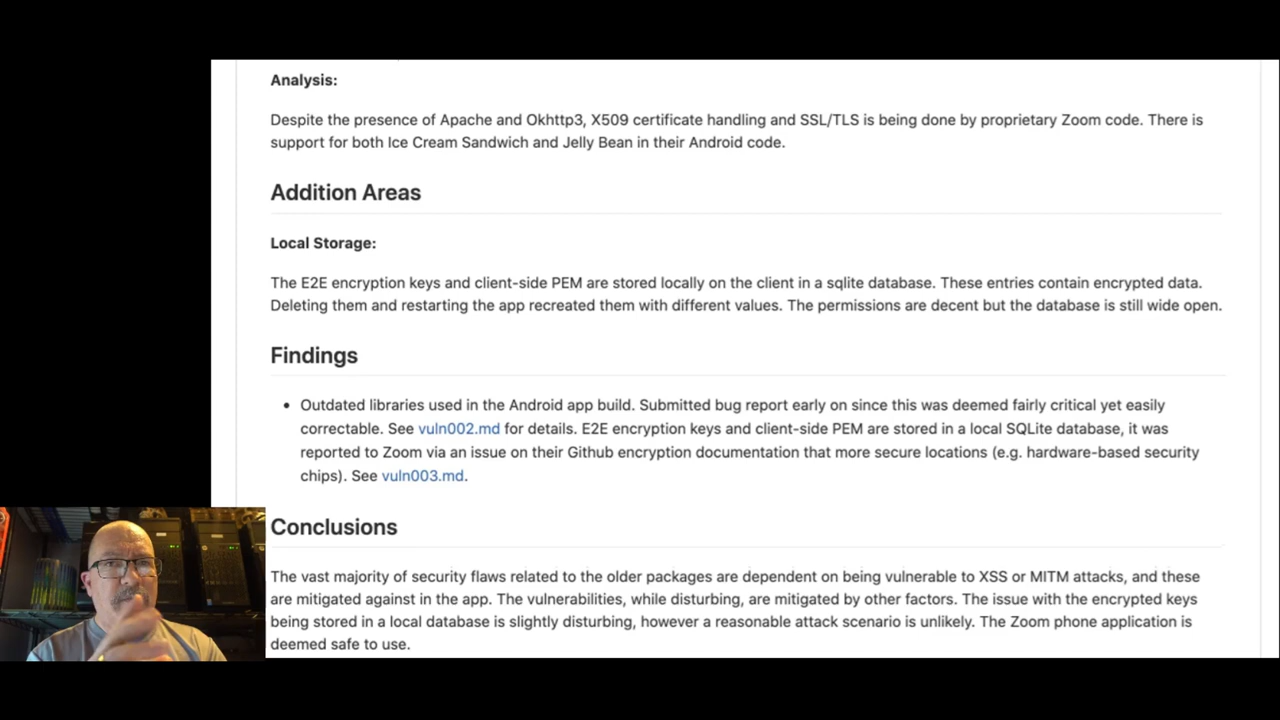 Analysis:
Despite the presence of Apache and Okhttp3, X509 certificate handling and SSL/TLS is being done by proprietary Zoom code. There is
support for both Ice Cream Sandwich and Jelly Bean in their Android code.
Addition Areas
Local Storage:
The E2E encryption keys and client-side PEM are stored locally on the client in a sqlite database. These entries contain encrypted data.
Deleting them and restarting the app recreated them with different values. The permissions are decent but the database is still wide open.
Findings
• Outdated libraries used in the Android app build. Submitted bug report early on since this was deemed fairly critical yet easily
correctable. See vuln002.md for details. E2E encryption keys and client-side PEM are stored in a local SQLite database, it was
reported to Zoom via an issue on their Github encryption documentation that more secure locations (e.g. hardware-based security
chips). See vuln003.md.
Conclusions
The vast majority of security flaws related to the older packages are dependent on being vulnerable to XSS or MITM attacks, and these
are mitigated against in the app. The vulnerabilities, while disturbing, are mitigated by other factors. The issue with the encrypted keys
being stored in a local database is slightly disturbing, however a reasonable attack scenario is unlikely. The Zoom phone application is
deemed safe to use.